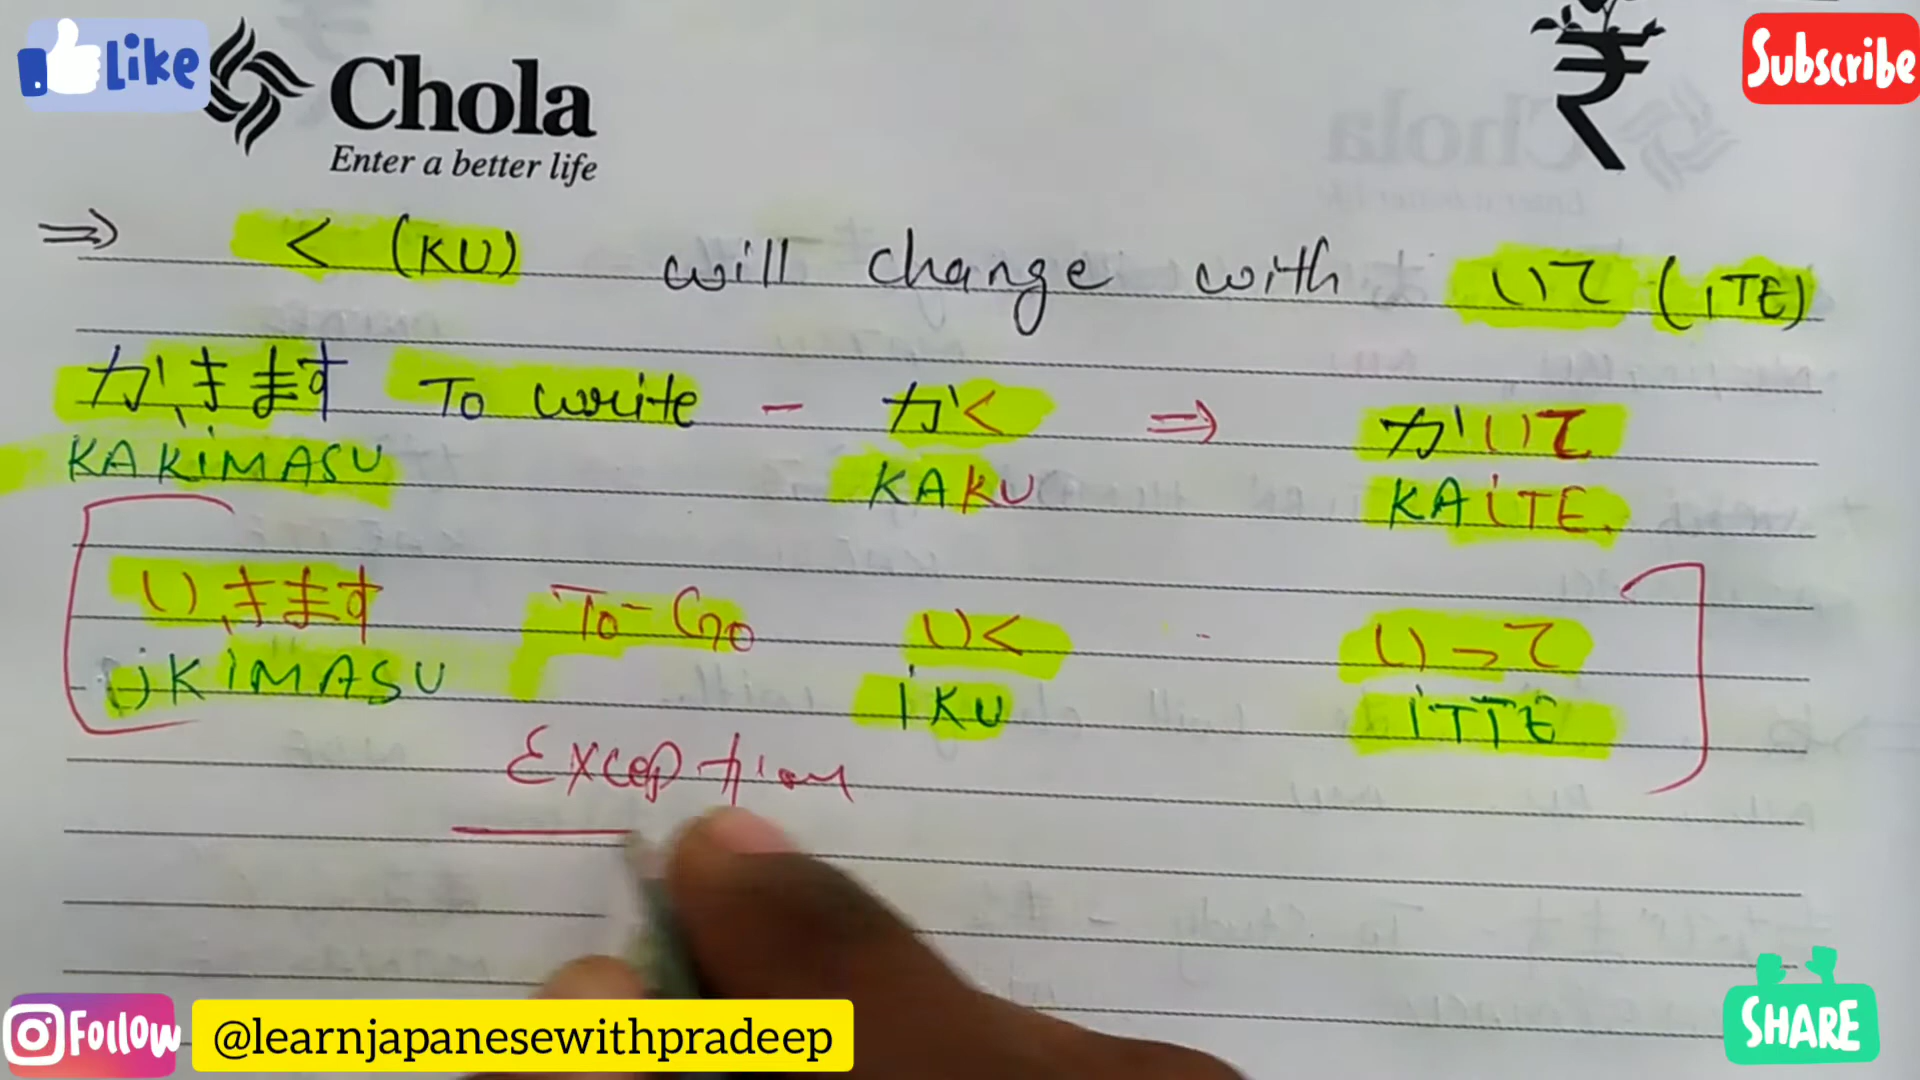 Like
Chola
Enter a better life
₹
Subscribe
⇒ く (KU) will change with いて (iTE)
かきます To write - かく ⇒ かいて
KAKiMASU KAKU KAiTE.
いきます To-Go いく - いって
iKiMASU iKU iTTE
Exception
Follow @learnjapanesewithpradeep
SHARE